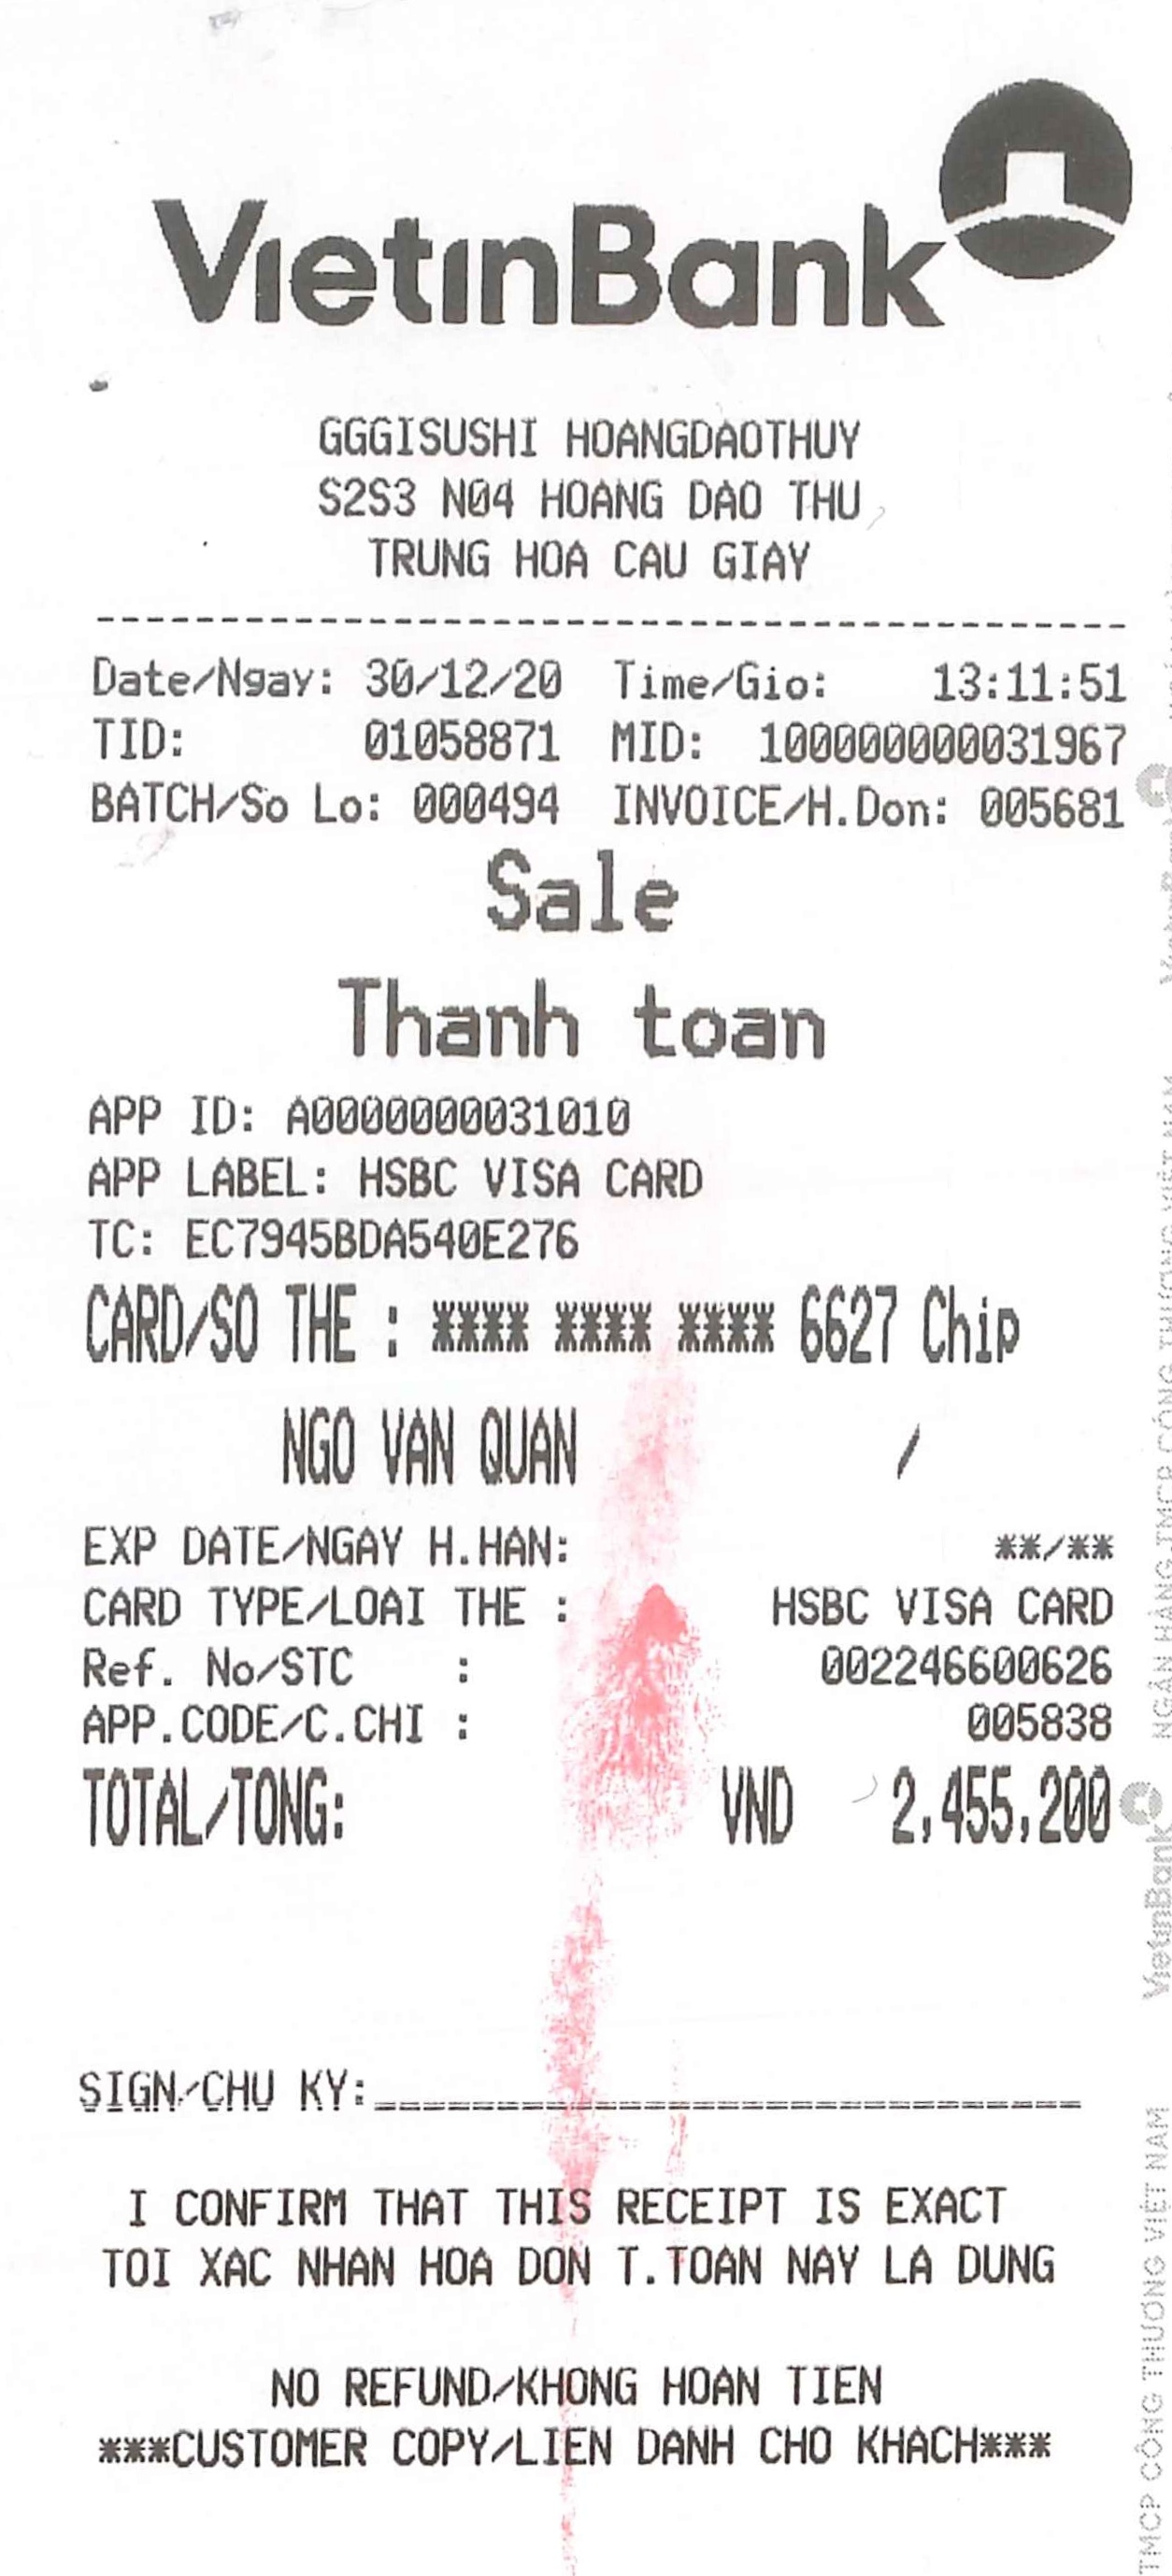 VietinBank
GGGISUSHI HOANGDAOTHUY
S2S3 N04 HOANG DAO THU
TRUNG HOA CAU GIAY
Date/Ngay: 30/12/20 Time/Gio: 13:11:51
TID: 01058871 MID: 100000000031967
BATCH/So Lo: 000494 INVOICE/H.Don: 005681
Sale
Thanh toan
APP ID: A0000000031010
APP LABEL: HSBC VISA CARD
TC: EC7945BDA540E276
CARD/SO THE : **** **** **** 6627 Chip
NGO VAN QUAN /
EXP DATE/NGAY H.HAN: **/**
CARD TYPE/LOAI THE : HSBC VISA CARD
Ref. No/STC : 002246600626
APP.CODE/C.CHI : 005838
TOTAL/TONG: VND 2,455,200
SIGN/CHU KY:
I CONFIRM THAT THIS RECEIPT IS EXACT
TOI XAC NHAN HOA DON T.TOAN NAY LA DUNG
NO REFUND/KHONG HOAN TIEN
***CUSTOMER COPY/LIEN DANH CHO KHACH***
NGÂN HÀNG TMCP CÔNG THƯƠNG VIỆT NAM
VietinBank
TMCP CÔNG THƯƠNG VIỆT NAM